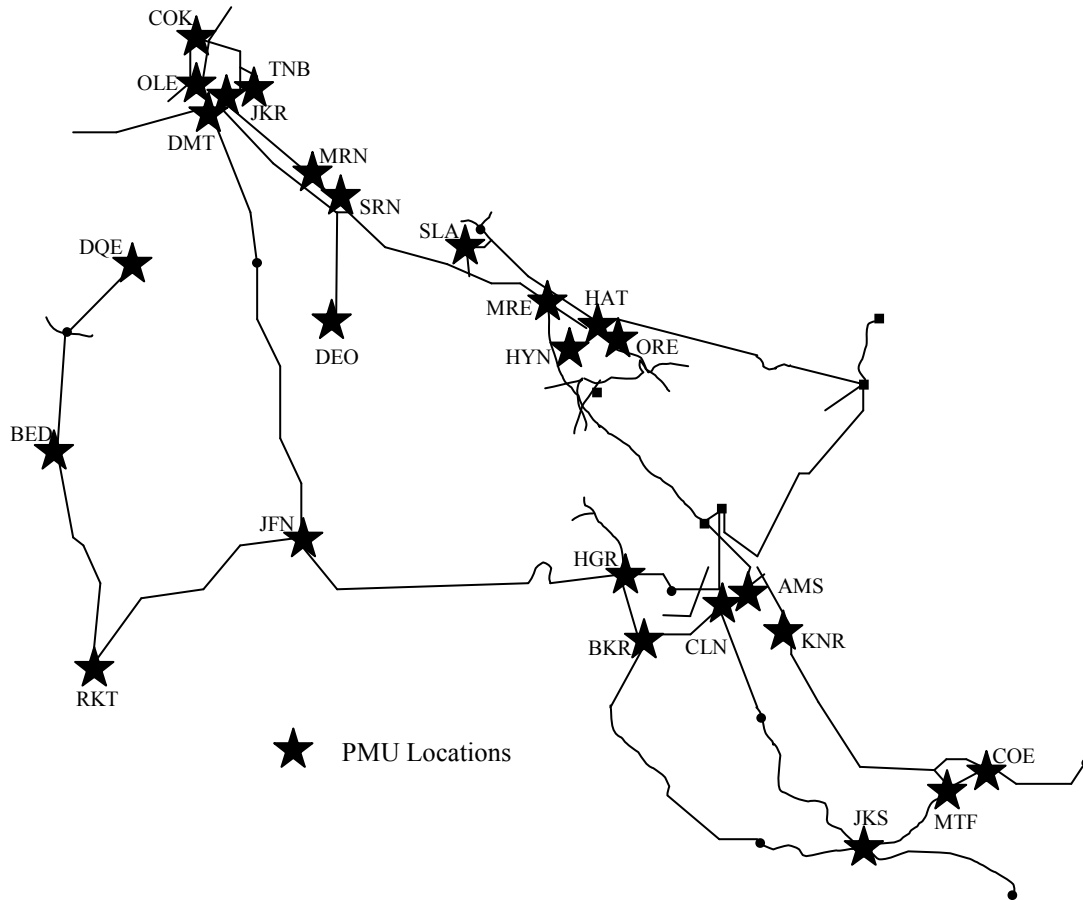 COK
TNB
OLE
JKR
DMT
MRN
SRN
SLA
DQE
MRE
HAT
DEO
HYN
ORE
BED
JFN
HGR
AMS
BKR
CLN
KNR
RKT
PMU Locations
COE
MTF
JKS